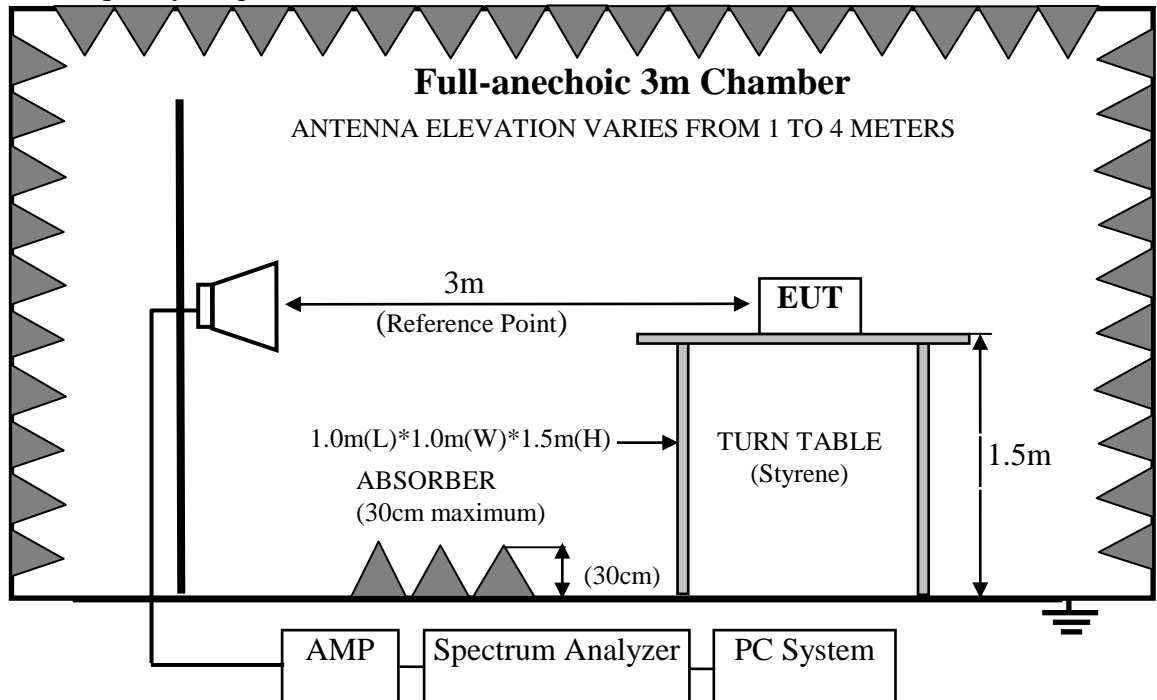 Full-anechoic 3m Chamber
ANTENNA ELEVATION VARIES FROM 1 TO 4 METERS
3m
(Reference Point)
EUT
1.0m(L)*1.0m(W)*1.5m(H)
TURN TABLE
(Styrene)
1.5m
ABSORBER
(30cm maximum)
(30cm)
AMP
Spectrum Analyzer
PC System